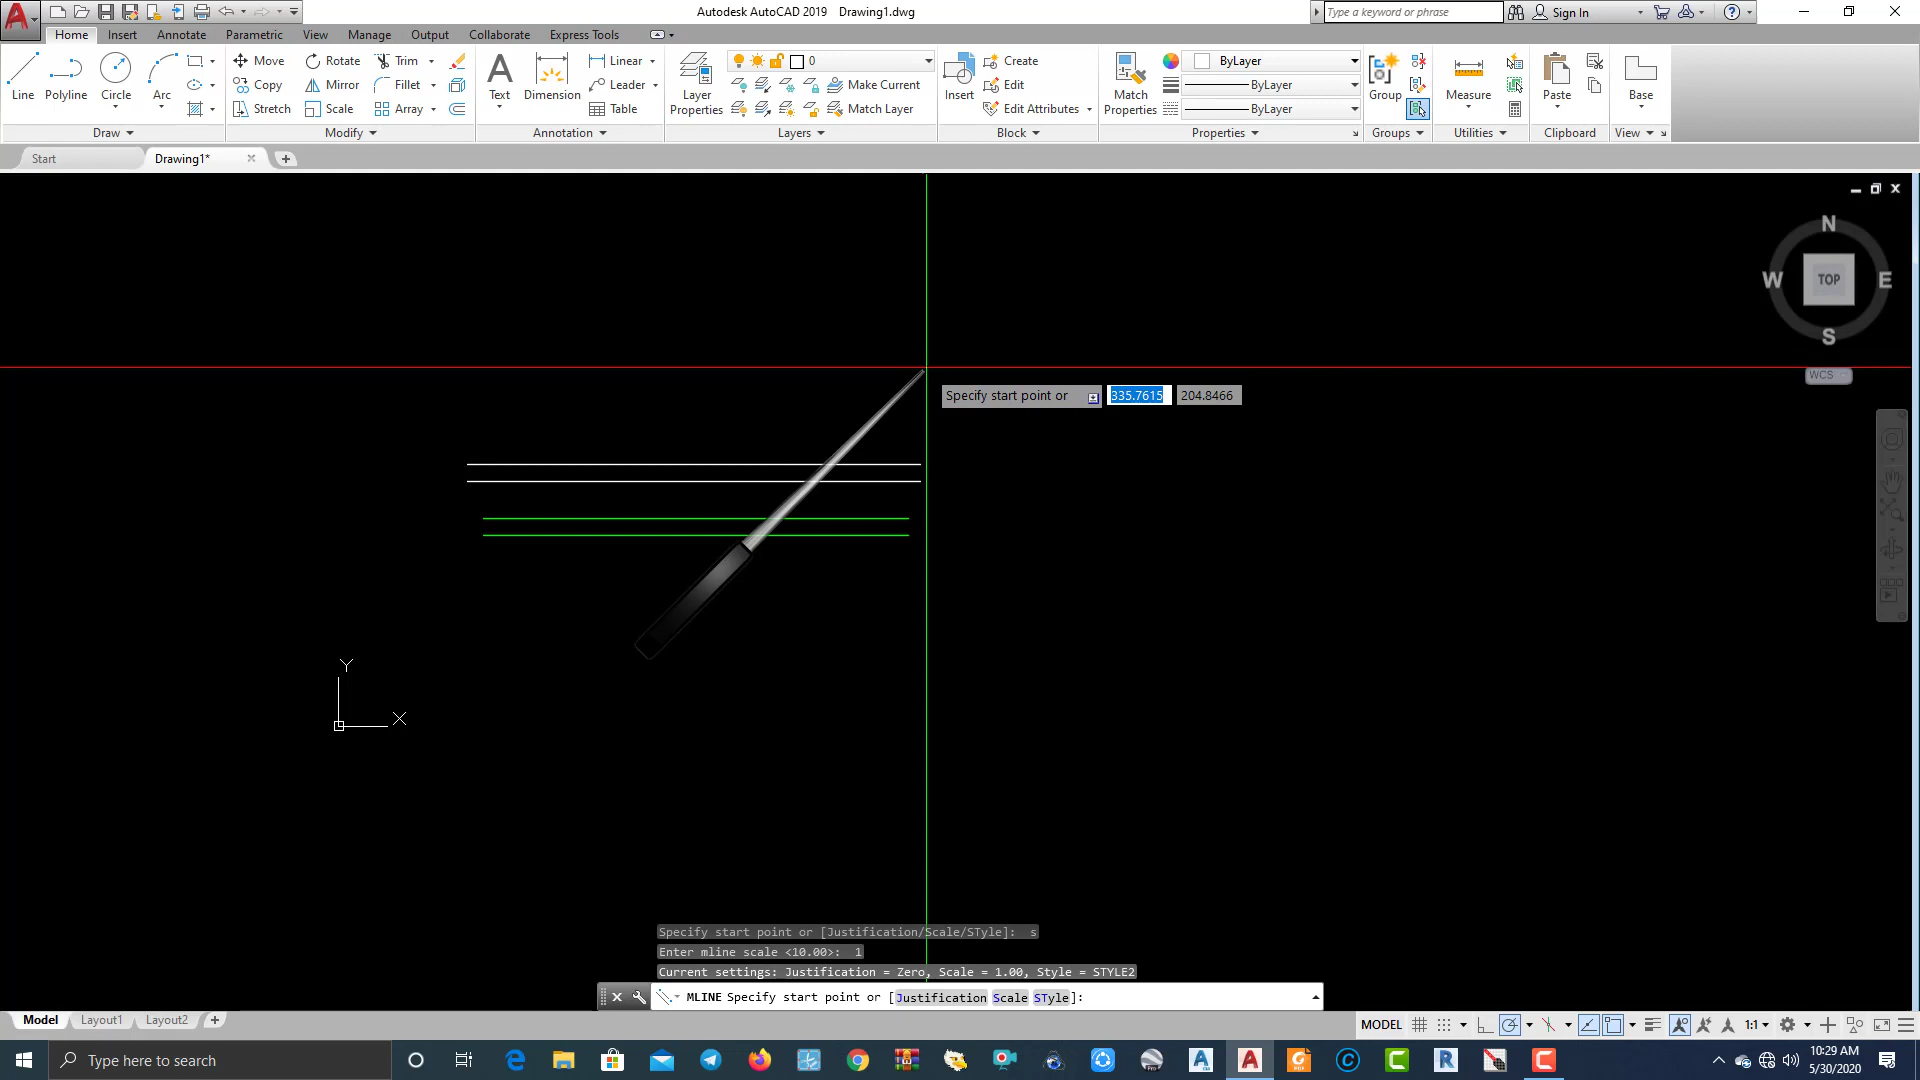 Autodesk AutoCAD 2019 Drawing1.dwg
Type a keyword or phrase
Sign In
Home Insert Annotate Parametric View Manage Output Collaborate Express Tools
Line Polyline Circle Arc
Move Rotate Trim
Copy Mirror Fillet
Stretch Scale Array
Text Dimension
Linear
Leader
Table
Layer Properties
0
Make Current
Match Layer
Insert
Create
Edit
Edit Attributes
Match Properties
ByLayer
ByLayer
ByLayer
Group
Measure
Paste
Base
Draw Modify Annotation Layers Block Properties Groups Utilities Clipboard View
Start Drawing1*
N
W TOP E
S
WCS
Specify start point or 335.7615 204.8466
Y
X
Specify start point or [Justification/Scale/STyle]: s
Enter mline scale <10.00>: 1
Current settings: Justification = Zero, Scale = 1.00, Style = STYLE2
MLINE Specify start point or [Justification Scale STyle]:
Model Layout1 Layout2
MODEL 1:1
Type here to search
10:29 AM
5/30/2020